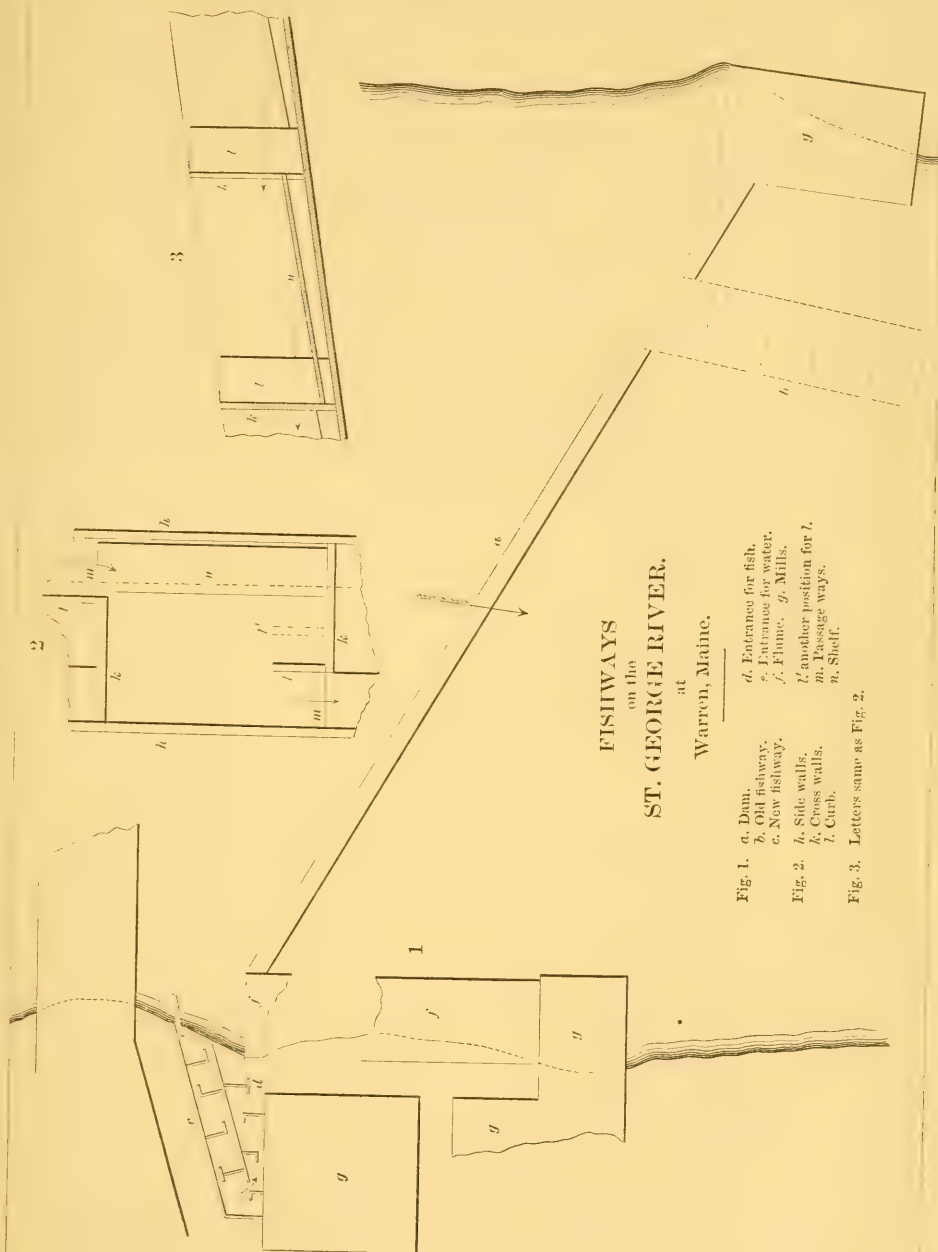 FISHWAYS
on the
ST. GEORGE RIVER.
at
Warren, Maine.
Fig. 1. a. Dam. d. Entrance for fish.
b. Old fishway. e. Entrance for water.
c. New fishway. f. Flume. g. Mills.
Fig. 2. h. Side walls. l'. another position for l.
k. Cross walls. m. Passage ways.
l. Curb. n. Shelf.
Fig. 3. Letters same as Fig. 2.
1
f
f
g
g
g
c
d
a
b
g
2
h
h
k
k
l
l
l'
m
m
n
3
k
l
n
k
l